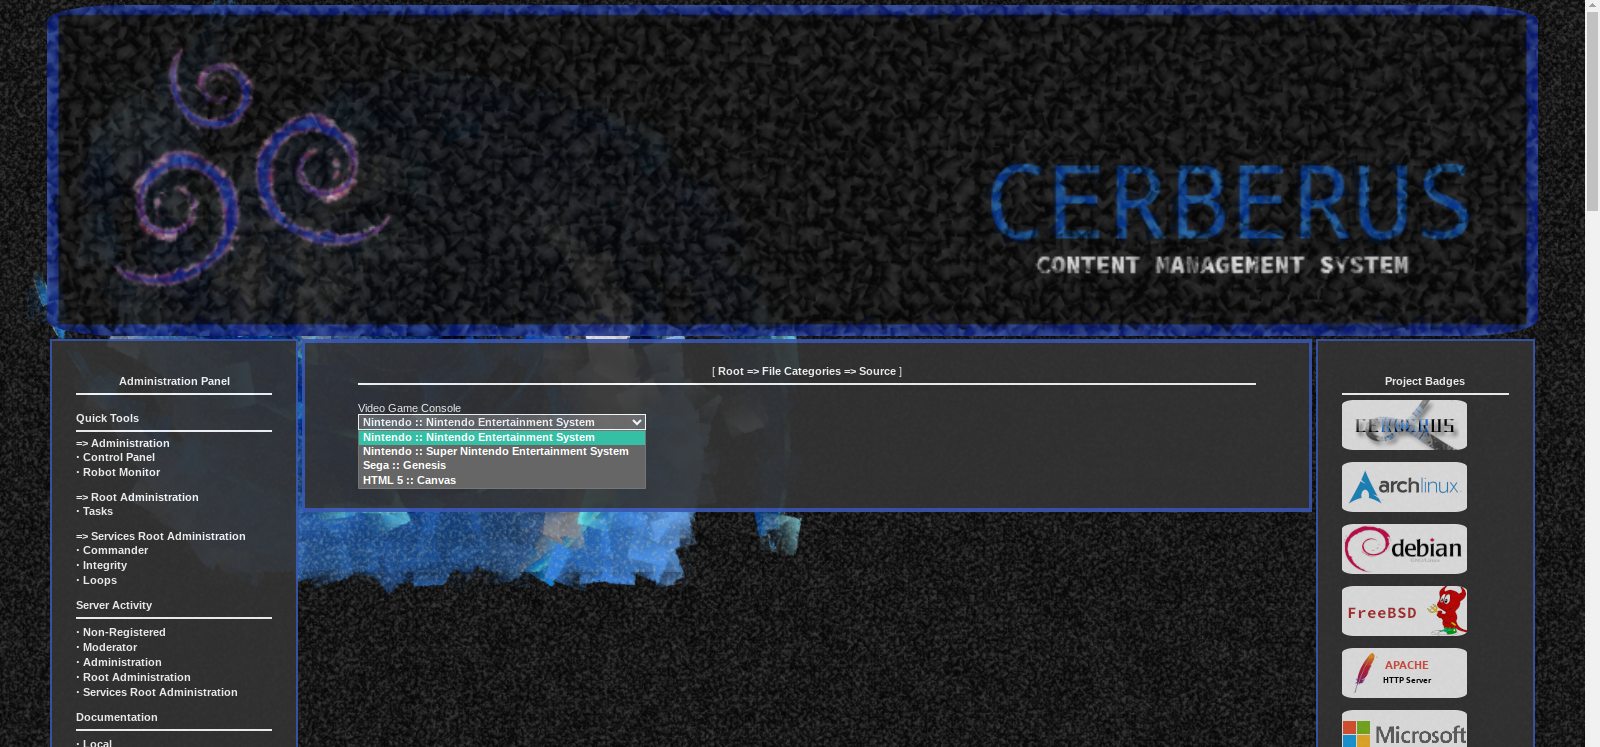 CERBERUS
CONTENT MANAGEMENT SYSTEM
Administration Panel
Quick Tools
=> Administration
· Control Panel
· Robot Monitor
=> Root Administration
· Tasks
=> Services Root Administration
· Commander
· Integrity
· Loops
Server Activity
· Non-Registered
· Moderator
· Administration
· Root Administration
· Services Root Administration
Documentation
· Local
[ Root => File Categories => Source ]
Video Game Console
Nintendo :: Nintendo Entertainment System
Nintendo :: Nintendo Entertainment System
Nintendo :: Super Nintendo Entertainment System
Sega :: Genesis
HTML 5 :: Canvas
Project Badges
CERBERUS
archlinux
debian
FreeBSD
APACHE
HTTP Server
Microsoft